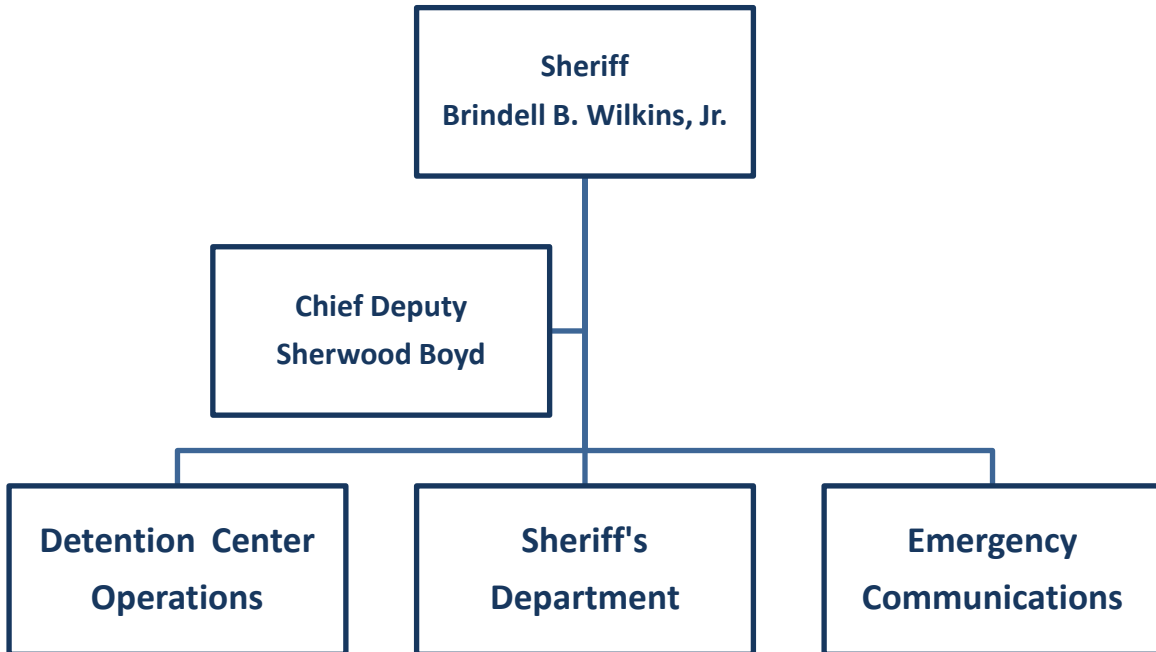 Sheriff
Brindell B. Wilkins, Jr.
Chief Deputy
Sherwood Boyd
Detention Center
Operations
Sheriff's
Department
Emergency
Communications